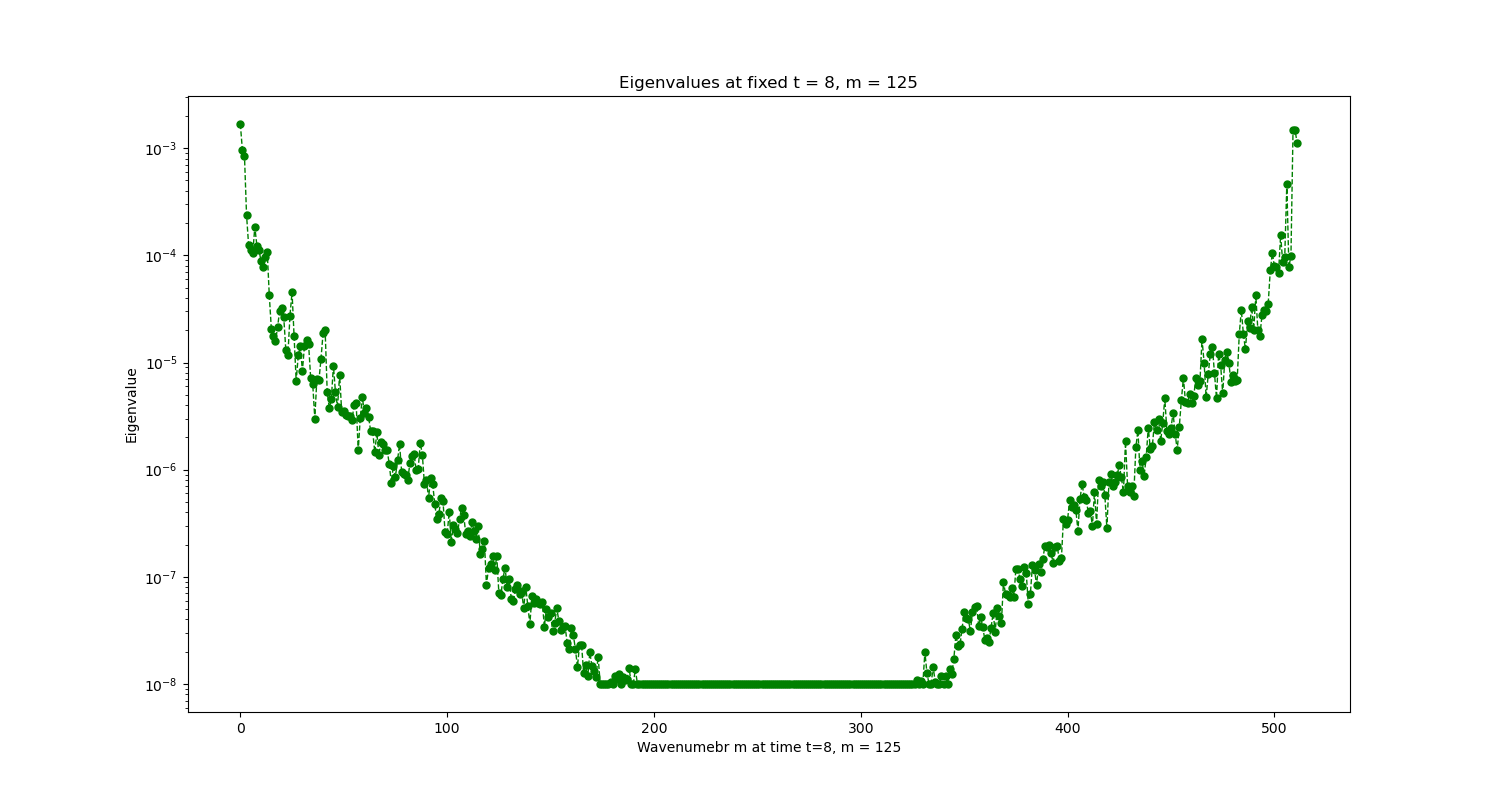 Eigenvalues at fixed t = 8, m = 125
10⁻³
10⁻⁴
10⁻⁵
10⁻⁶
10⁻⁷
10⁻⁸
Eigenvalue
0 100 200 300 400 500
Wavenumebr m at time t=8, m = 125